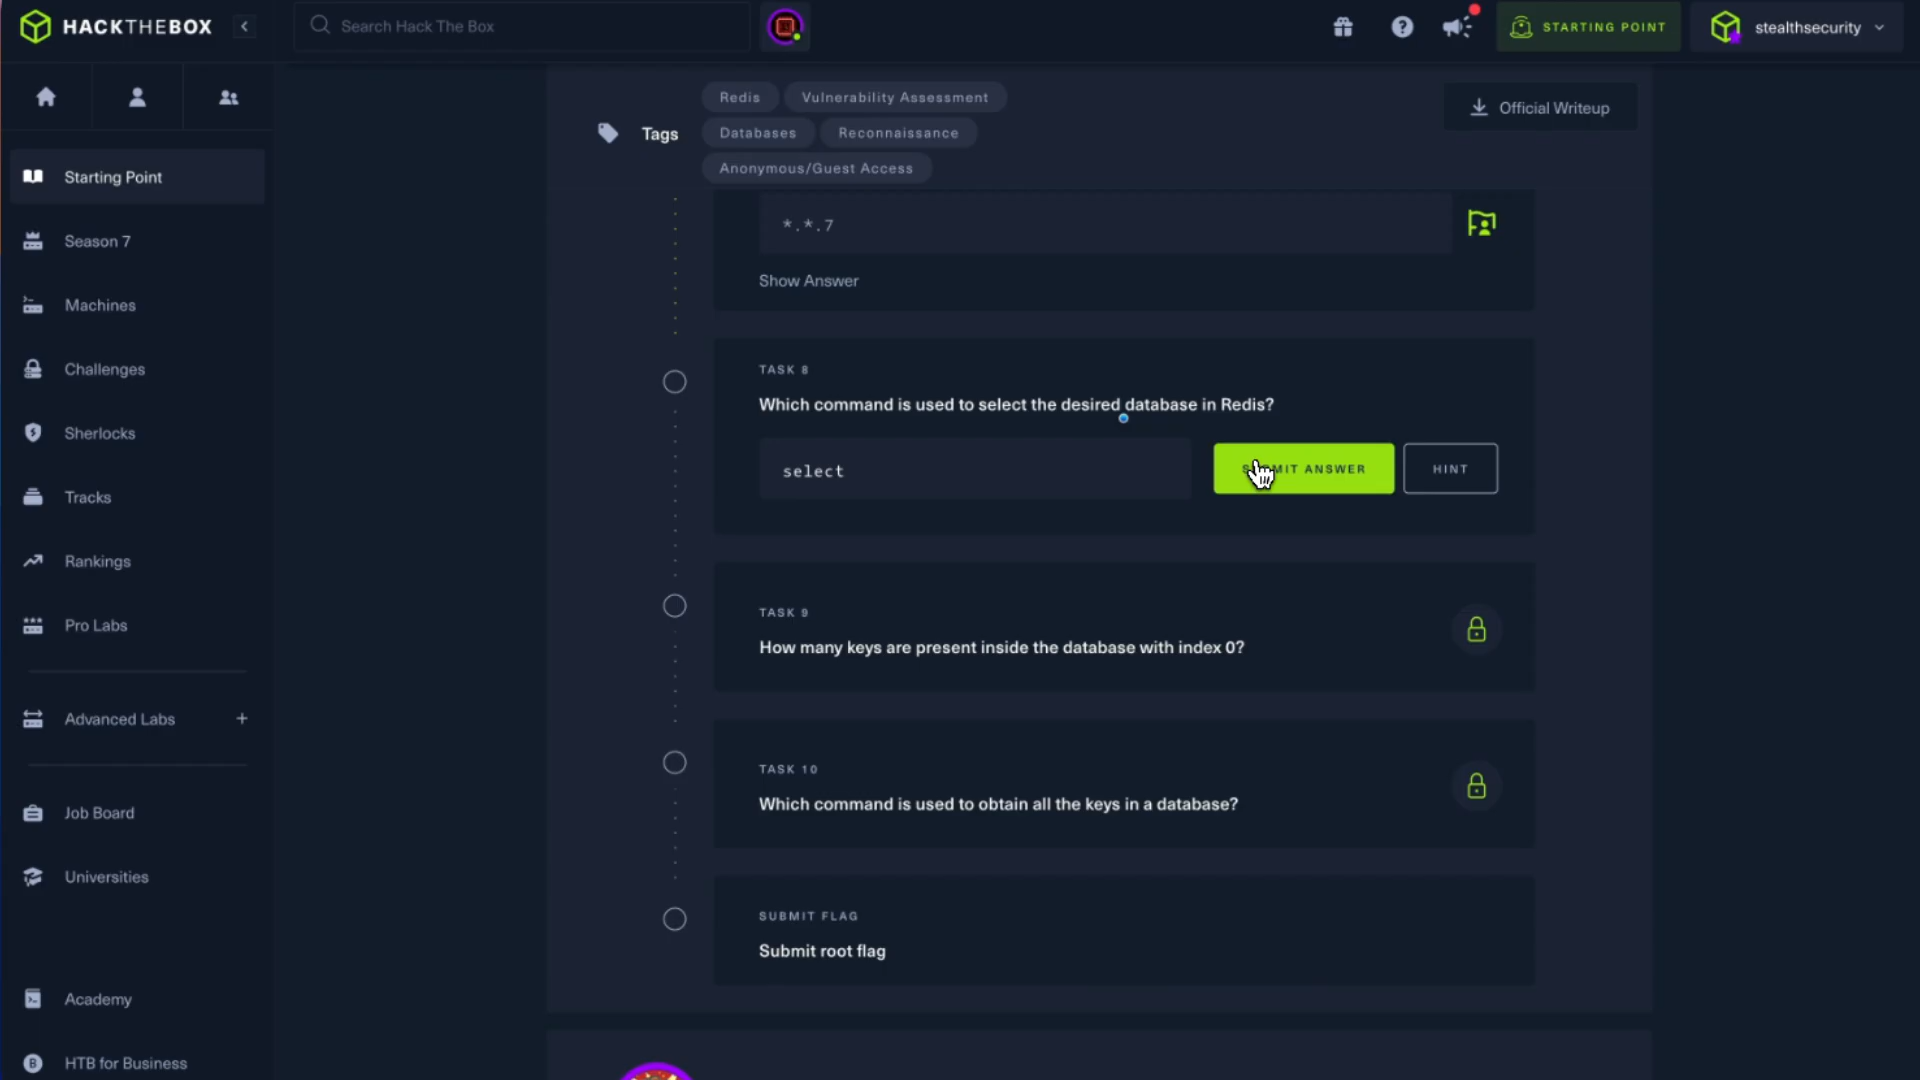 HACKTHEBOX
Search Hack The Box
STARTING POINT
stealthsecurity
Starting Point
Season 7
Machines
Challenges
Sherlocks
Tracks
Rankings
Pro Labs
Advanced Labs +
Job Board
Universities
Academy
B HTB for Business
Tags
Redis
Vulnerability Assessment
Databases
Reconnaissance
Anonymous/Guest Access
Official Writeup
*.*.7
Show Answer
TASK 8
Which command is used to select the desired database in Redis?
select
SUBMIT ANSWER
HINT
TASK 9
How many keys are present inside the database with index 0?
TASK 10
Which command is used to obtain all the keys in a database?
SUBMIT FLAG
Submit root flag